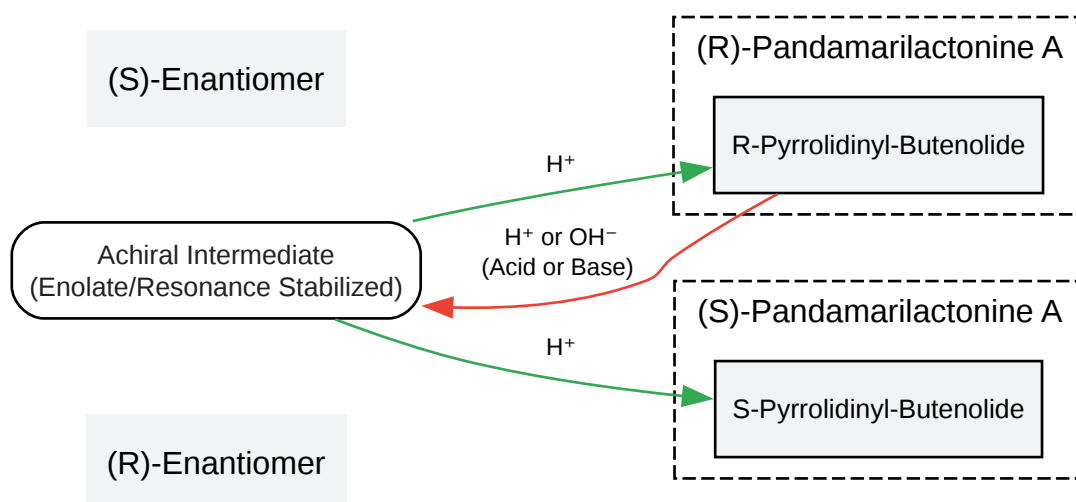 (S)-Enantiomer
(R)-Pandamarilactonine A
R-Pyrrolidinyl-Butenolide
H⁺
Achiral Intermediate
(Enolate/Resonance Stabilized)
H⁺ or OH⁻
(Acid or Base)
(S)-Pandamarilactonine A
H⁺
S-Pyrrolidinyl-Butenolide
(R)-Enantiomer